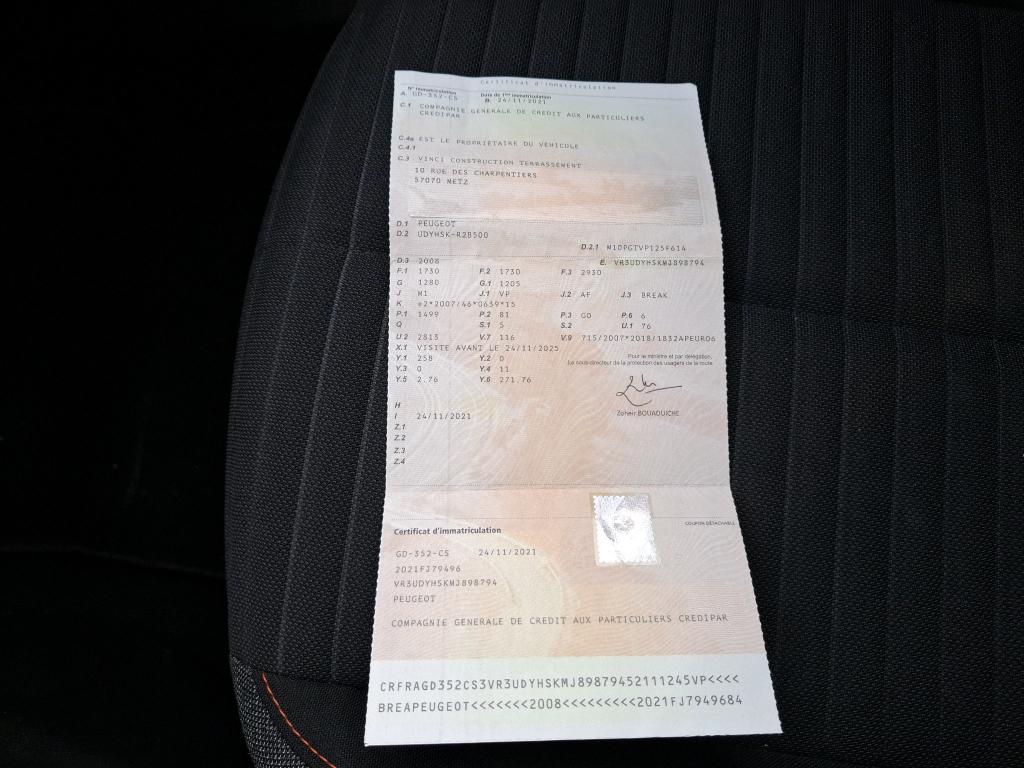 Certificat d'immatriculation
N° Immatriculation Date de 1ère immatriculation
A. GD-352-CS B. 24/11/2021
C.1 COMPAGNIE GENERALE DE CREDIT AUX PARTICULIERS
CREDIPAR
C.4a EST LE PROPRIETAIRE DU VEHICULE
C.4.1
C.3 VINCI CONSTRUCTION TERRASSEMENT
10 RUE DES CHARPENTIERS
57070 METZ
D.1 PEUGEOT
D.2 UDYHSK-R2B500
D.2.1 M10PGTVP125F614
D.3 2008 E. VR3UDYHSKMJ898794
F.1 1730 F.2 1730 F.3 2930
G 1280 G.1 1205
J M1 J.1 VP J.2 AF J.3 BREAK
K e2*2007/46*0639*15
P.1 1499 P.2 81 P.3 GO P.6 6
Q S.1 5 S.2 U.1 76
U.2 2813 V.7 116 V.9 715/2007*2018/1832APEURO6
X.1 VISITE AVANT LE 24/11/2025
Y.1 258 Y.2 0
Y.3 0 Y.4 11
Y.5 2.76 Y.6 271.76
Pour le ministre et par délégation,
Le sous-directeur de la protection des usagers de la route
Zoheir BOUAOUICHE
H
I 24/11/2021
Z.1
Z.2
Z.3
Z.4
COUPON DÉTACHABLE
Certificat d'immatriculation
GD-352-CS 24/11/2021
2021FJ79496
VR3UDYHSKMJ898794
PEUGEOT
COMPAGNIE GENERALE DE CREDIT AUX PARTICULIERS CREDIPAR
CRFRAGD352CS3VR3UDYHSKMJ89879452111245VP<<<<
BREAPEUGEOT<<<<<<<2008<<<<<<<<<2021FJ7949684